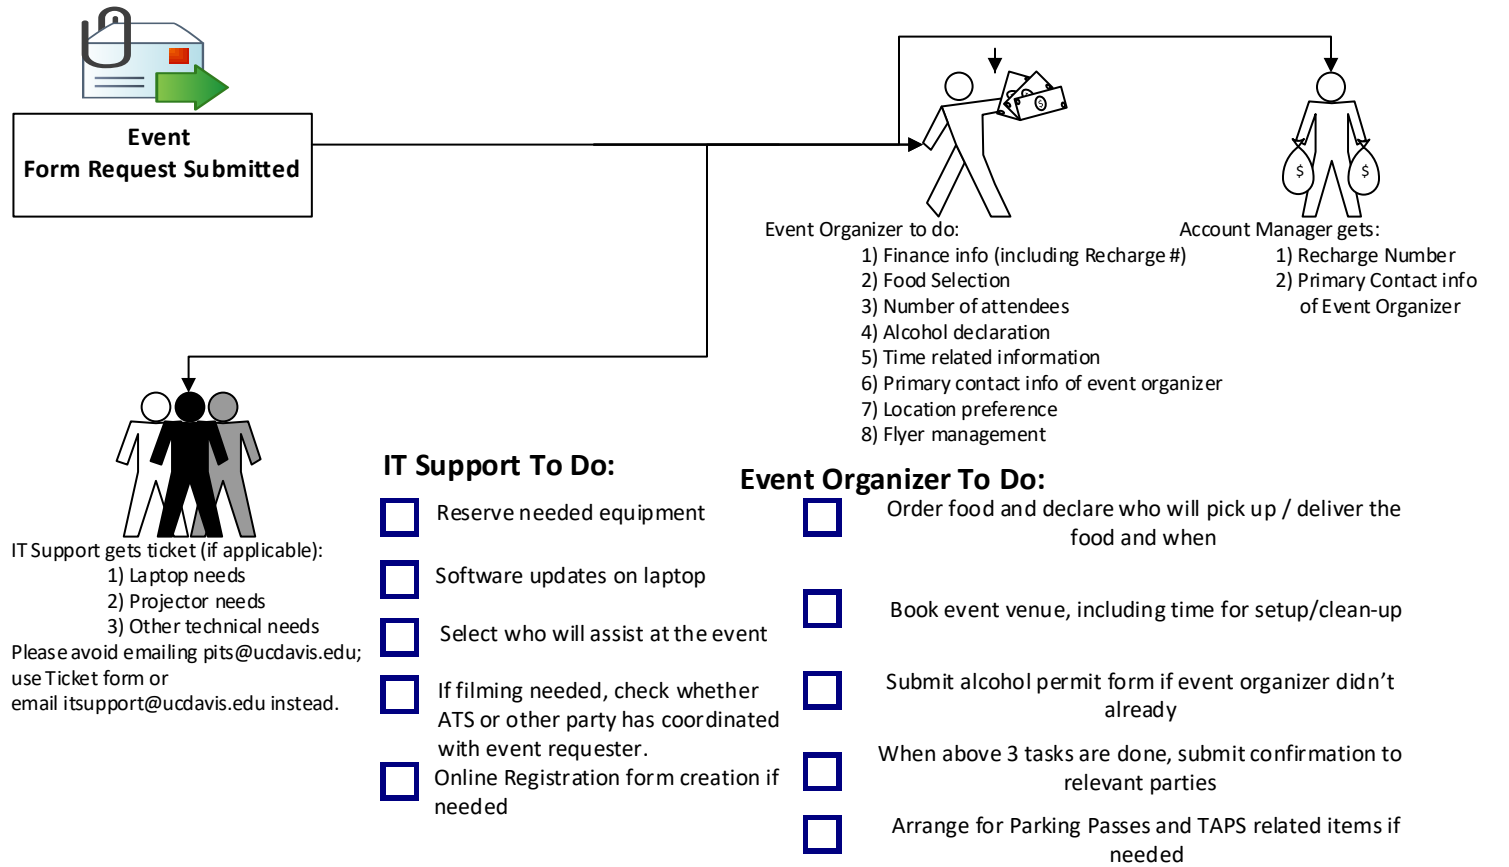 Event
Form Request Submitted
$
$
$
$
Event Organizer to do:
1) Finance info (including Recharge #)
2) Food Selection
3) Number of attendees
4) Alcohol declaration
5) Time related information
6) Primary contact info of event organizer
7) Location preference
8) Flyer management
Account Manager gets:
1) Recharge Number
2) Primary Contact info
of Event Organizer
IT Support gets ticket (if applicable):
1) Laptop needs
2) Projector needs
3) Other technical needs
Please avoid emailing pits@ucdavis.edu;
use Ticket form or
email itsupport@ucdavis.edu instead.
IT Support To Do:
Reserve needed equipment
Software updates on laptop
Select who will assist at the event
If filming needed, check whether
ATS or other party has coordinated
with event requester.
Online Registration form creation if
needed
Event Organizer To Do:
Order food and declare who will pick up / deliver the
food and when
Book event venue, including time for setup/clean-up
Submit alcohol permit form if event organizer didn’t
already
When above 3 tasks are done, submit confirmation to
relevant parties
Arrange for Parking Passes and TAPS related items if
needed